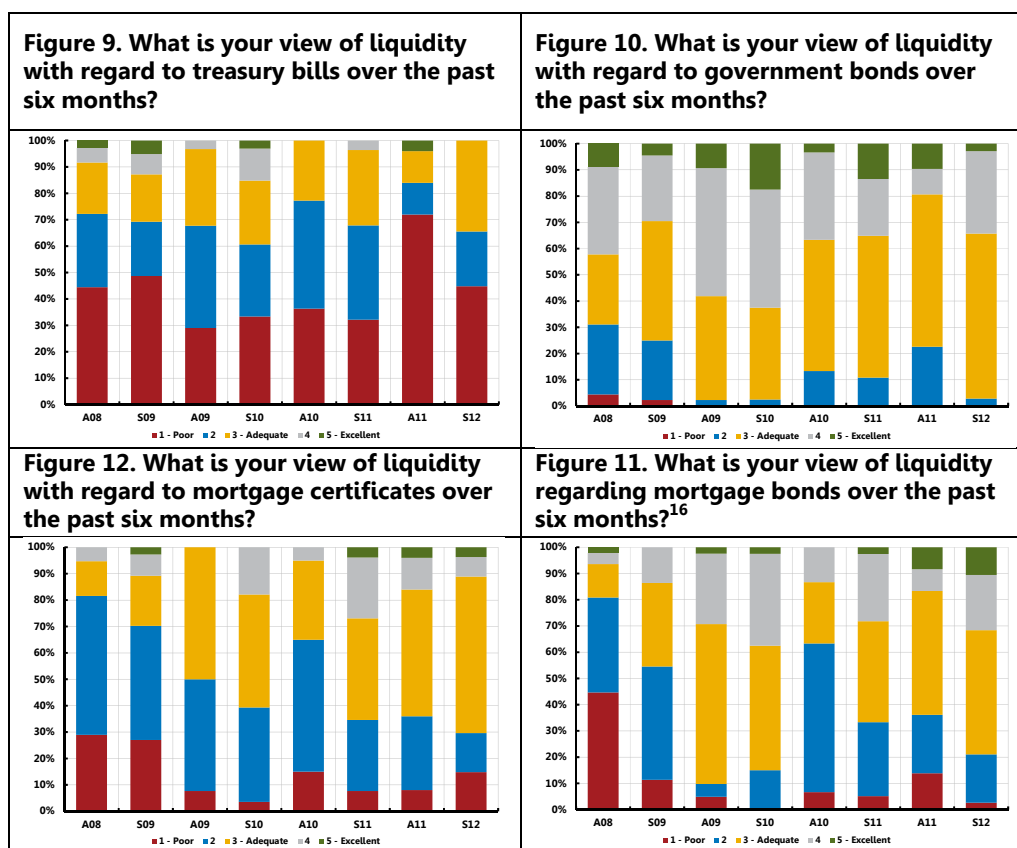 Figure 9. What is your view of liquidity
with regard to treasury bills over the past
six months?
Figure 10. What is your view of liquidity
with regard to government bonds over
the past six months?
100%
90%
80%
70%
60%
50%
40%
30%
20%
10%
0%
A08 S09 A09 S10 A10 S11 A11 S12
1 - Poor 2 3 - Adequate 4 5 - Excellent
100%
90%
80%
70%
60%
50%
40%
30%
20%
10%
0%
A08 S09 A09 S10 A10 S11 A11 S12
1 - Poor 2 3 - Adequate 4 5 - Excellent
Figure 12. What is your view of liquidity
with regard to mortgage certificates over
the past six months?
Figure 11. What is your view of liquidity
regarding mortgage bonds over the past
six months?16
100%
90%
80%
70%
60%
50%
40%
30%
20%
10%
0%
A08 S09 A09 S10 A10 S11 A11 S12
1 - Poor 2 3 - Adequate 4 5 - Excellent
100%
90%
80%
70%
60%
50%
40%
30%
20%
10%
0%
A08 S09 A09 S10 A10 S11 A11 S12
1 - Poor 2 3 - Adequate 4 5 - Excellent